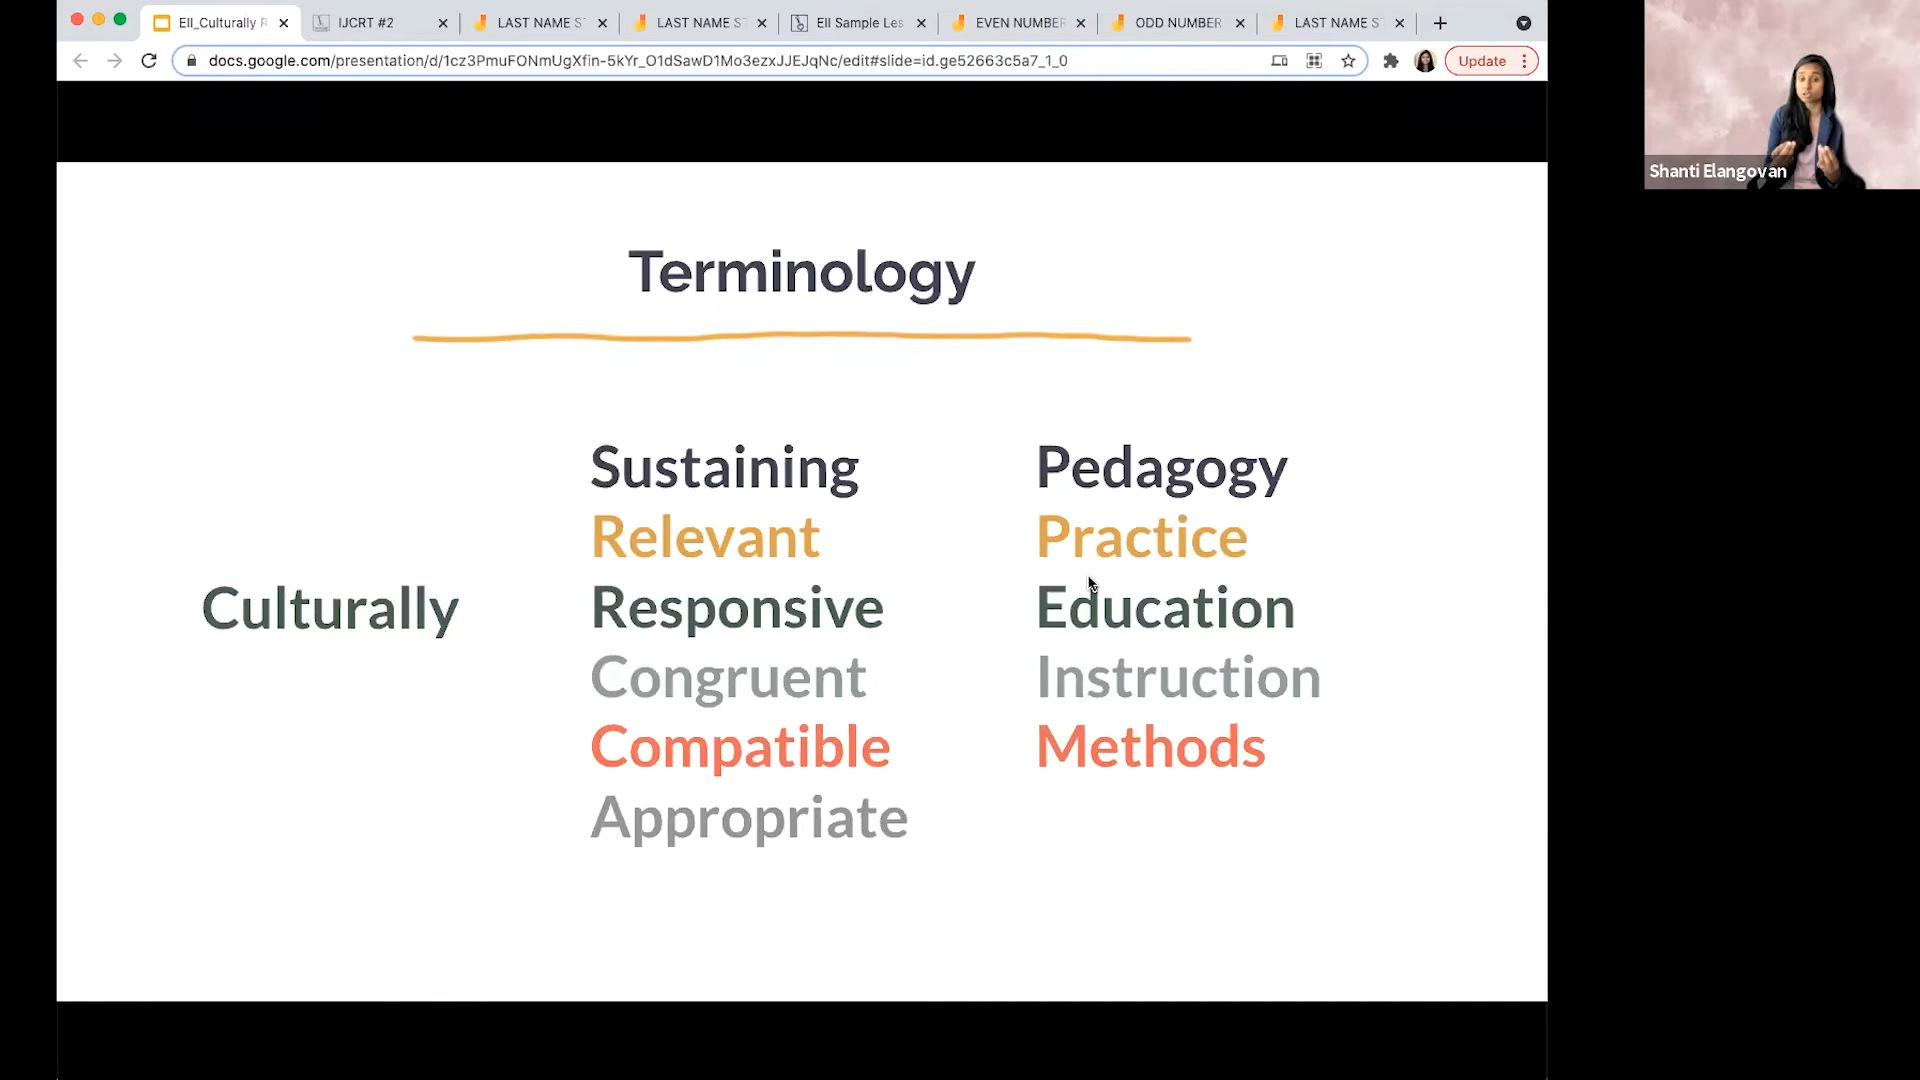 EII_Culturally R
IJCRT #2
LAST NAME S
LAST NAME S
EII Sample Les
EVEN NUMBER
ODD NUMBER
LAST NAME S
docs.google.com/presentation/d/1cz3PmuFONmUgXfin-5kYr_O1dSawD1Mo3ezxJJEJqNc/edit#slide=id.ge52663c5a7_1_0
Update
Shanti Elangovan
Terminology
Sustaining Pedagogy
Relevant Practice
Culturally Responsive Education
Congruent Instruction
Compatible Methods
Appropriate